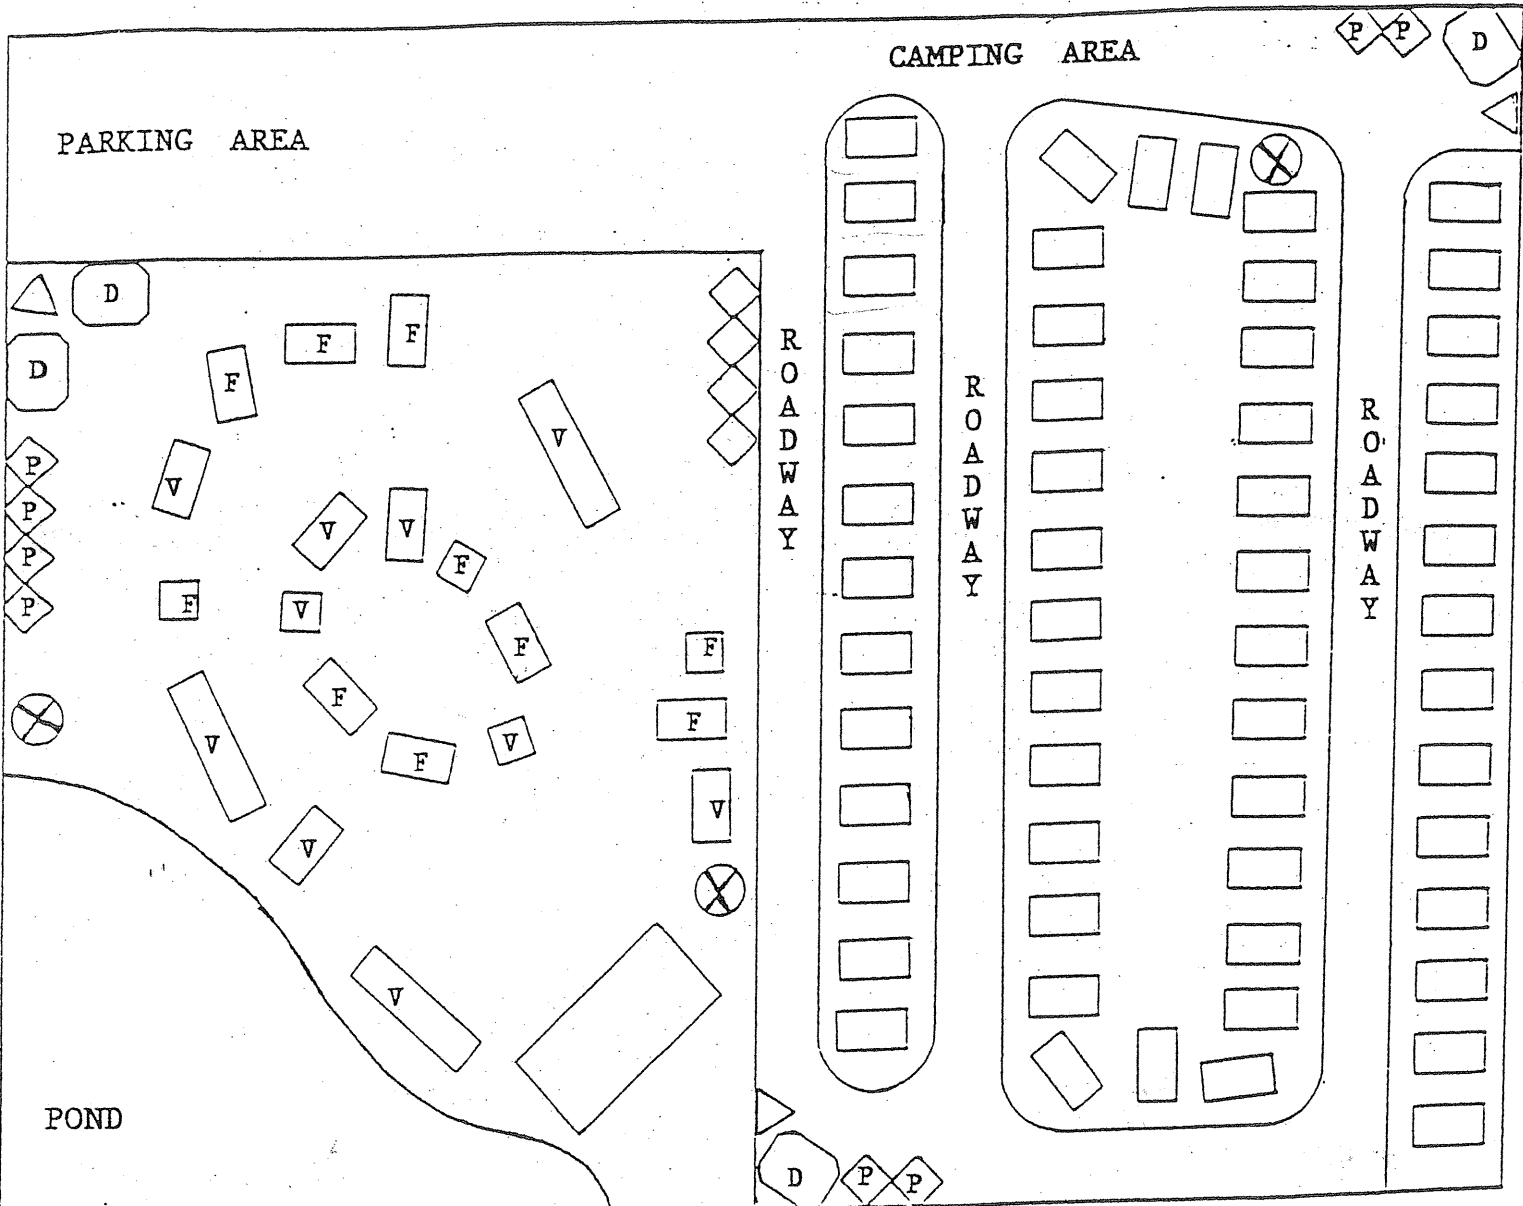 P P D
CAMPING AREA
PARKING AREA
D
F F
D F
V
P V
P V V
P F
P F V
F F
F F
V F V
V V
V
ROADWAY
ROADWAY
ROADWAY
POND
D P P